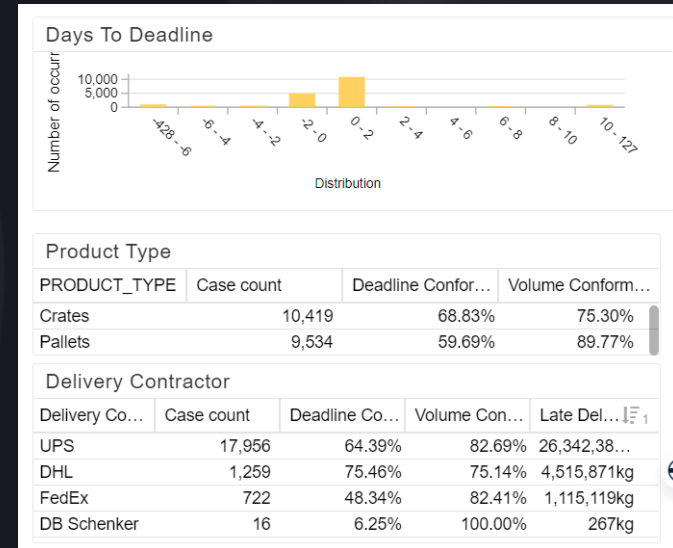 Days To Deadline
Number of occurr
10,000
5,000
0
-428 - -6
-6 - -4
-4 - -2
-2 - 0
0 - 2
2 - 4
4 - 6
6 - 8
8 - 10
10 - 127
Distribution
Product Type
PRODUCT_TYPE Case count Deadline Confor... Volume Conform...
Crates 10,419 68.83% 75.30%
Pallets 9,534 59.69% 89.77%
Delivery Contractor
Delivery Co... Case count Deadline Co... Volume Con... Late Del... 1
UPS 17,956 64.39% 82.69% 26,342,38...
DHL 1,259 75.46% 75.14% 4,515,871kg
FedEx 722 48.34% 82.41% 1,115,119kg
DB Schenker 16 6.25% 100.00% 267kg